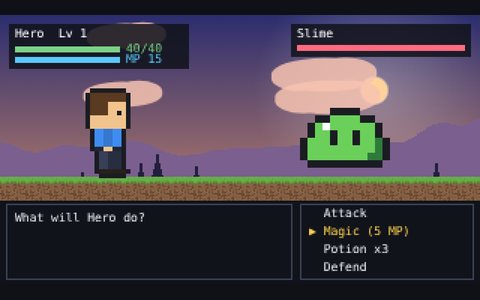 Hero Lv 1
40/40
MP 15
Slime
What will Hero do?
Attack
▶ Magic (5 MP)
Potion x3
Defend